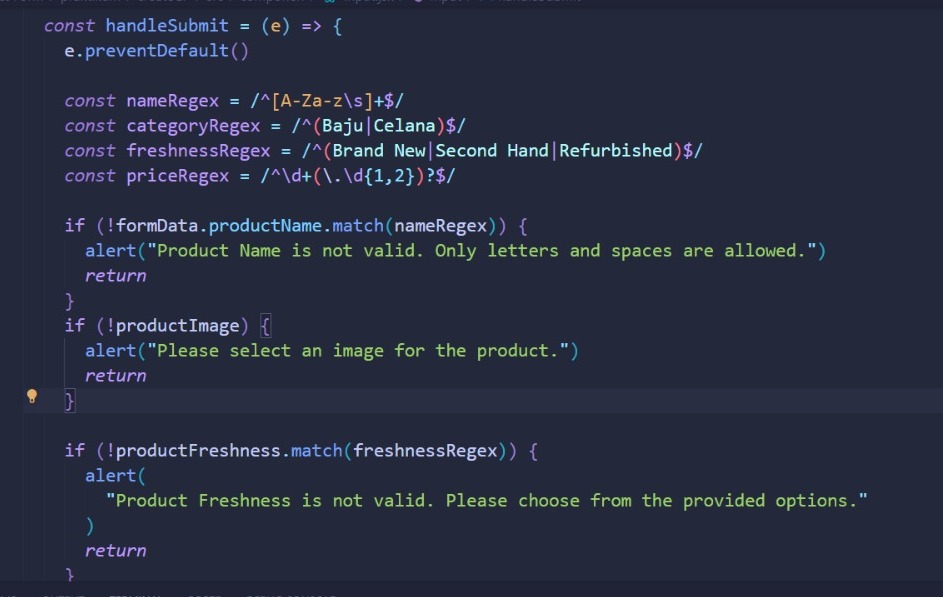 const handleSubmit = (e) => {
e.preventDefault()
const nameRegex = /^[A-Za-z\s]+$/
const categoryRegex = /^(Baju|Celana)$/
const freshnessRegex = /^(Brand New|Second Hand|Refurbished)$/
const priceRegex = /^\d+(\.\d{1,2})?$/
if (!formData.productName.match(nameRegex)) {
alert("Product Name is not valid. Only letters and spaces are allowed.")
return
}
if (!productImage) {
alert("Please select an image for the product.")
return
}
if (!productFreshness.match(freshnessRegex)) {
alert(
"Product Freshness is not valid. Please choose from the provided options."
)
return
}